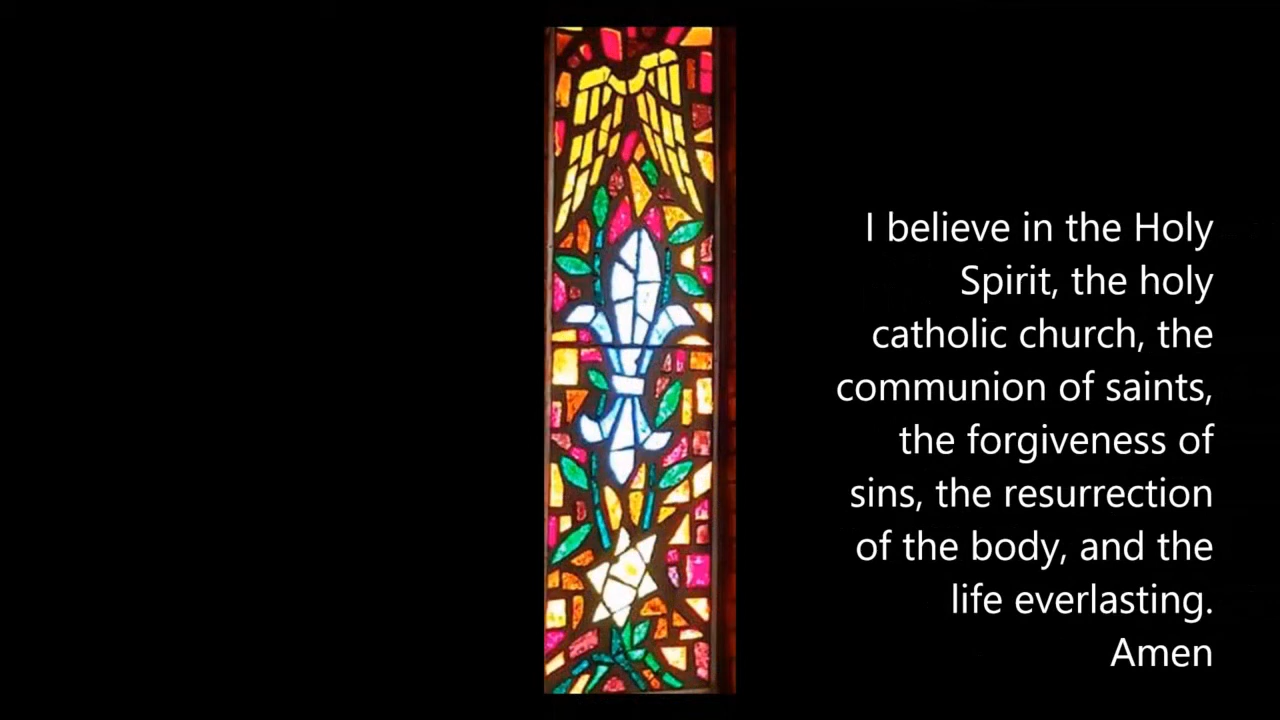 I believe in the Holy
Spirit, the holy
catholic church, the
communion of saints,
the forgiveness of
sins, the resurrection
of the body, and the
life everlasting.
Amen